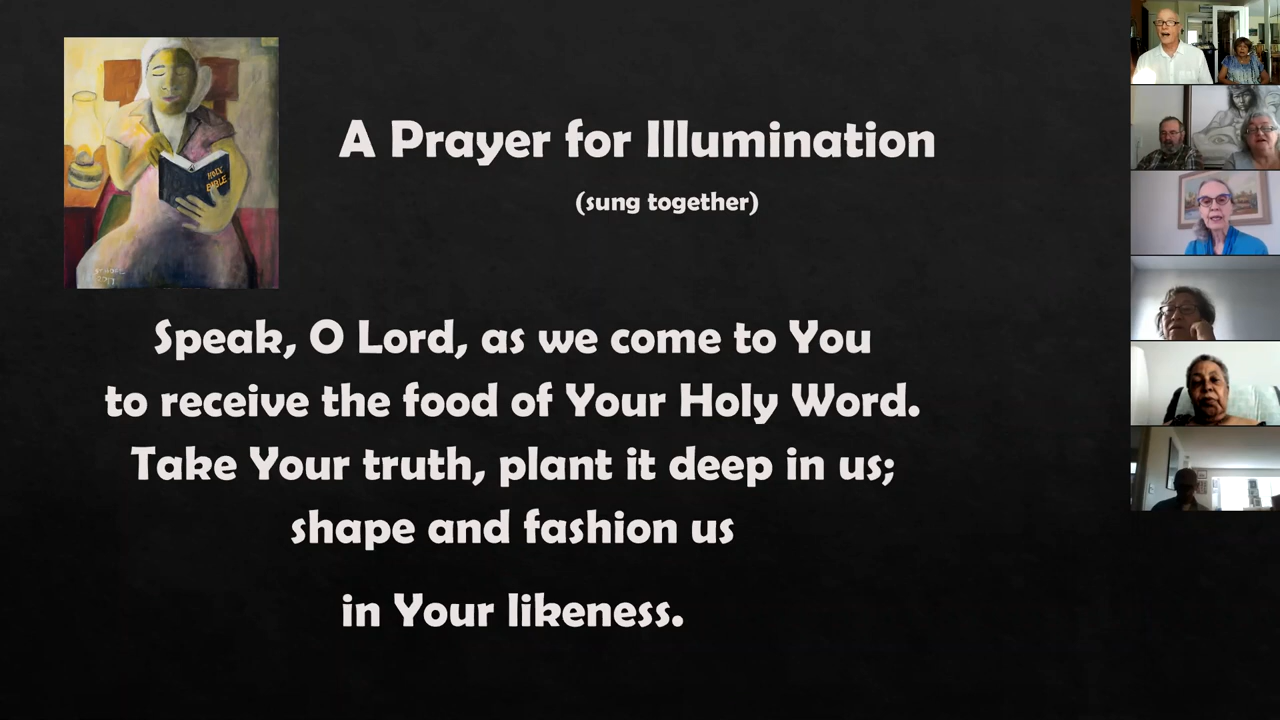 HOLY
BIBLE
2017
A Prayer for Illumination
(sung together)
Speak, O Lord, as we come to You
to receive the food of Your Holy Word.
Take Your truth, plant it deep in us;
shape and fashion us
in Your likeness.